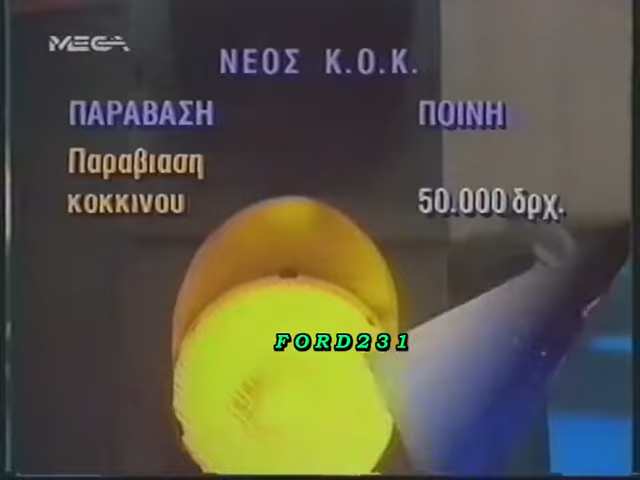 MEGA
ΝΕΟΣ Κ.Ο.Κ.
ΠΑΡΑΒΑΣΗ ΠΟΙΝΗ
Παραβιαση
κοκκινου 50.000 δρχ.
FORD231